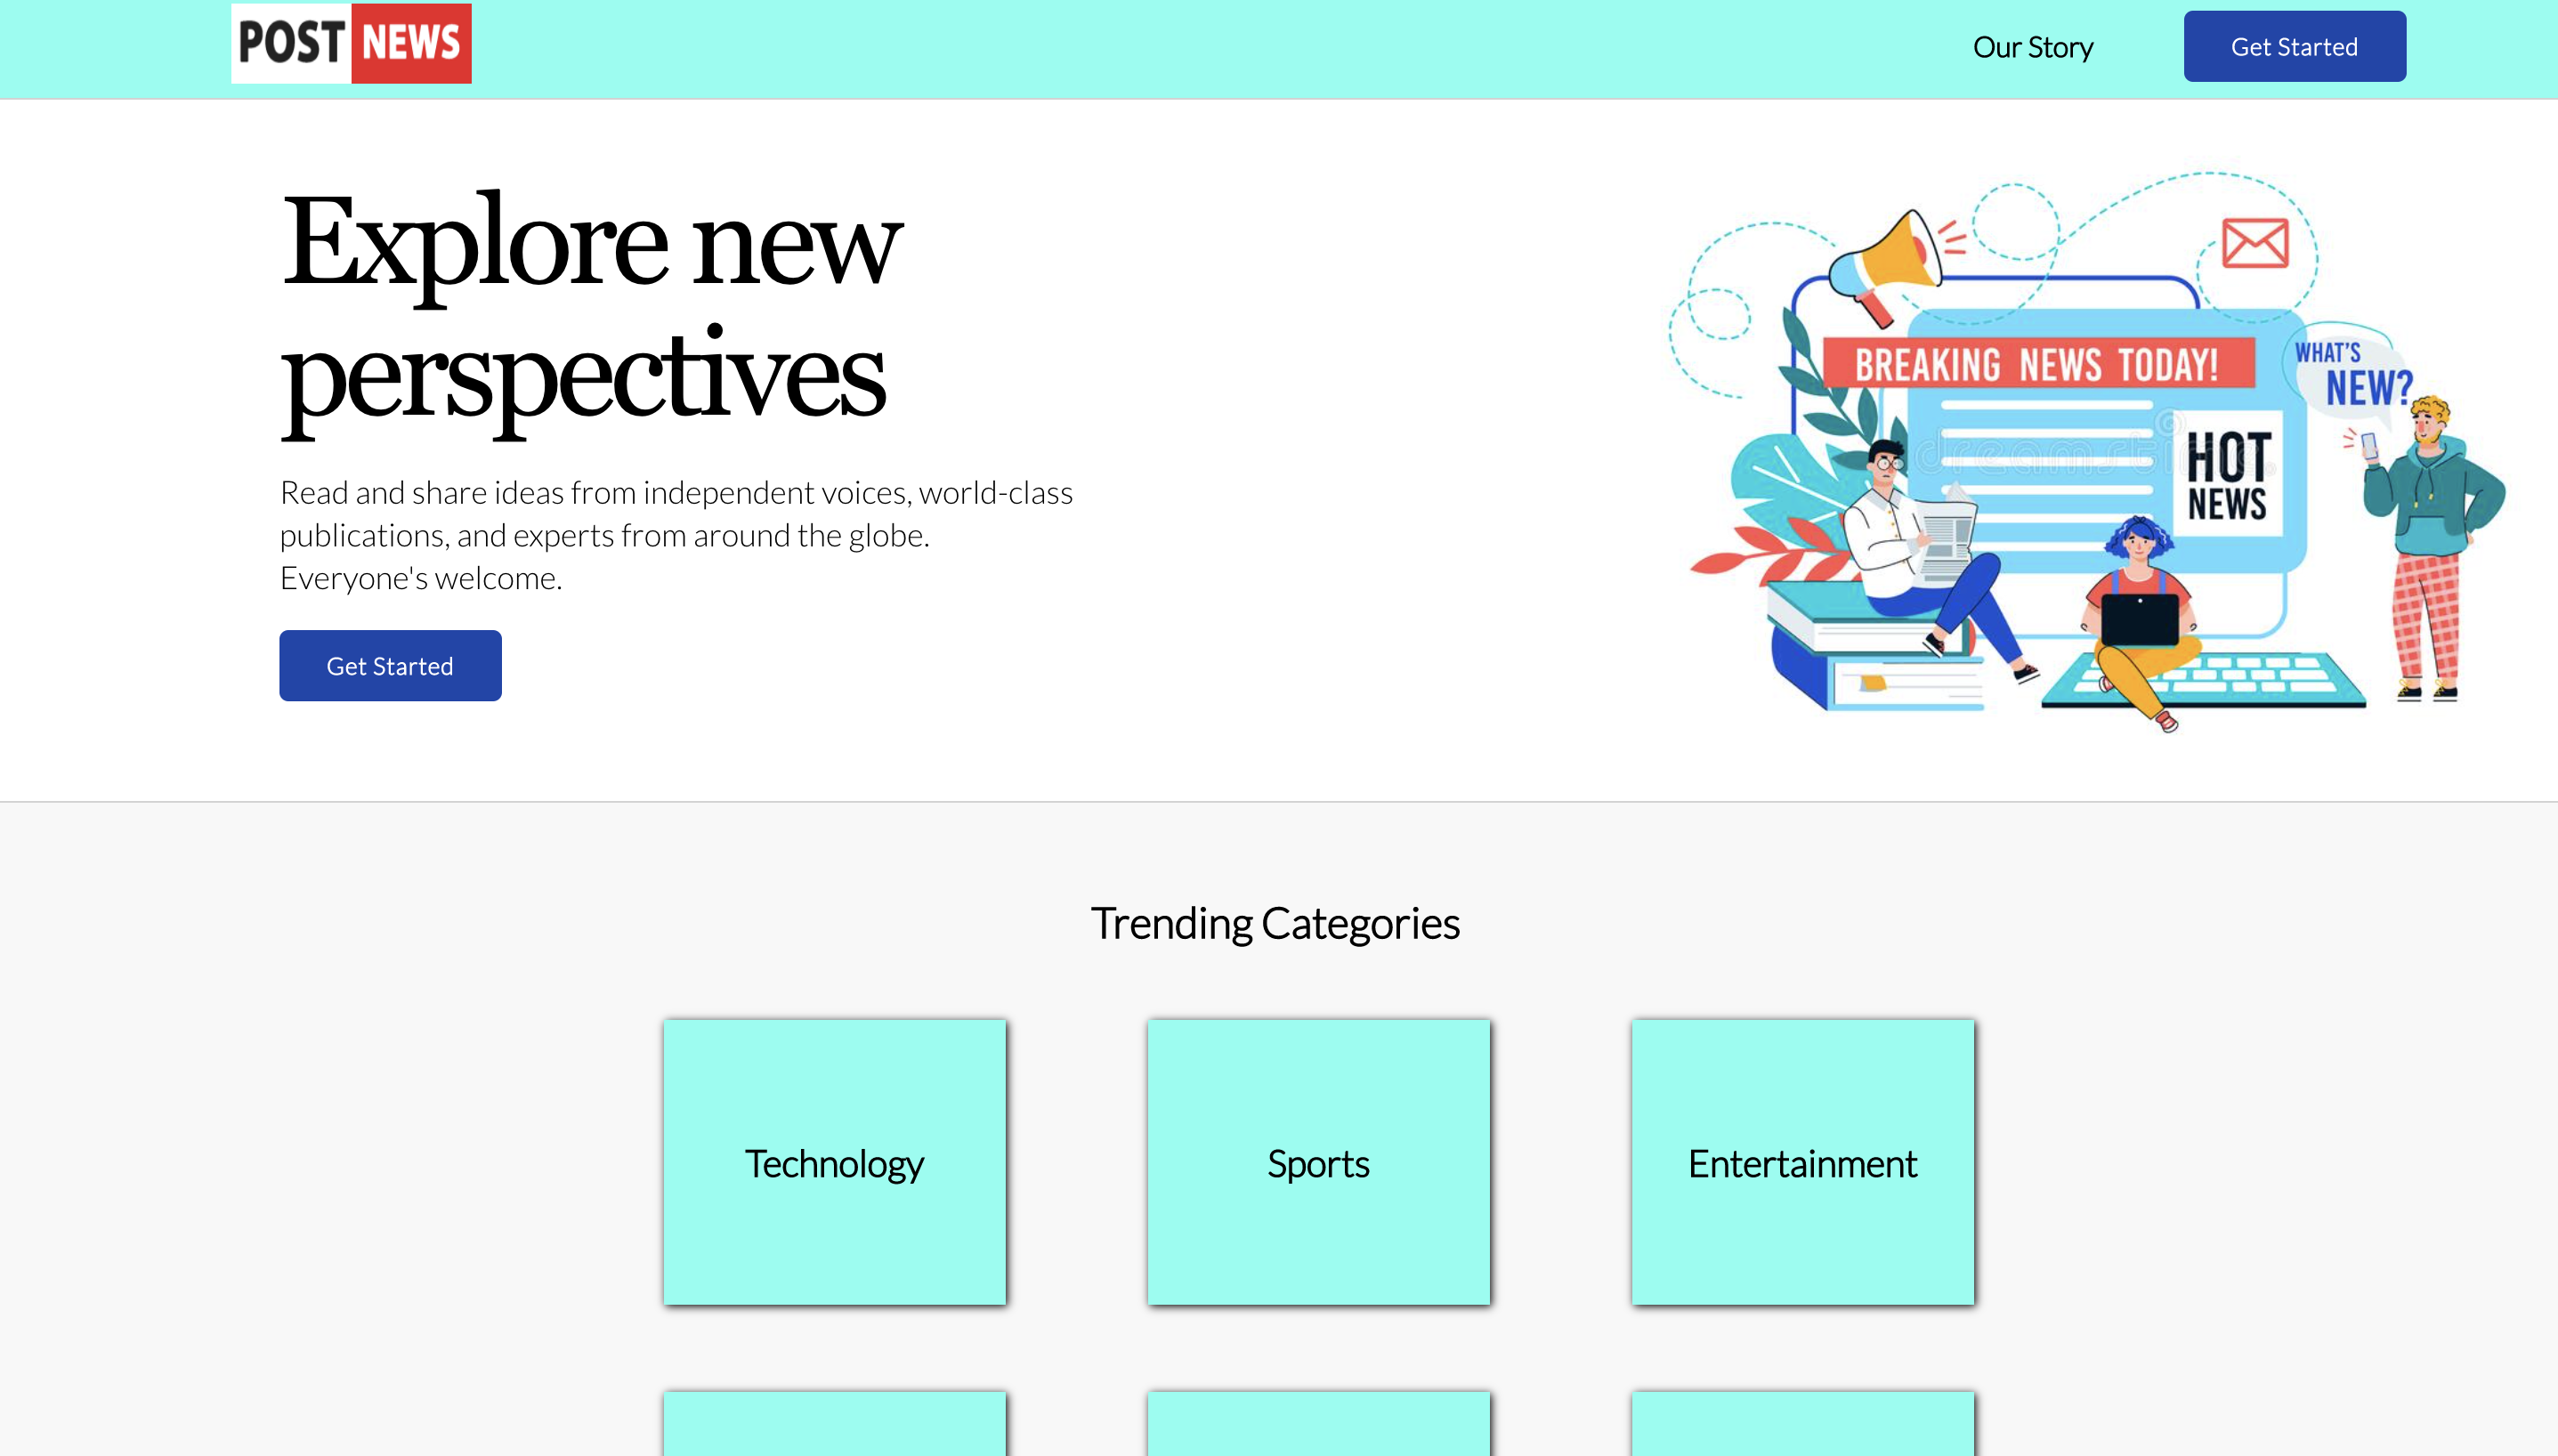 POST NEWS
Our Story
Get Started
Explore new
perspectives
Read and share ideas from independent voices, world-class
publications, and experts from around the globe.
Everyone's welcome.
Get Started
BREAKING NEWS TODAY!
WHAT'S
NEW?
HOT
NEWS
dreamstime
Trending Categories
Technology
Sports
Entertainment